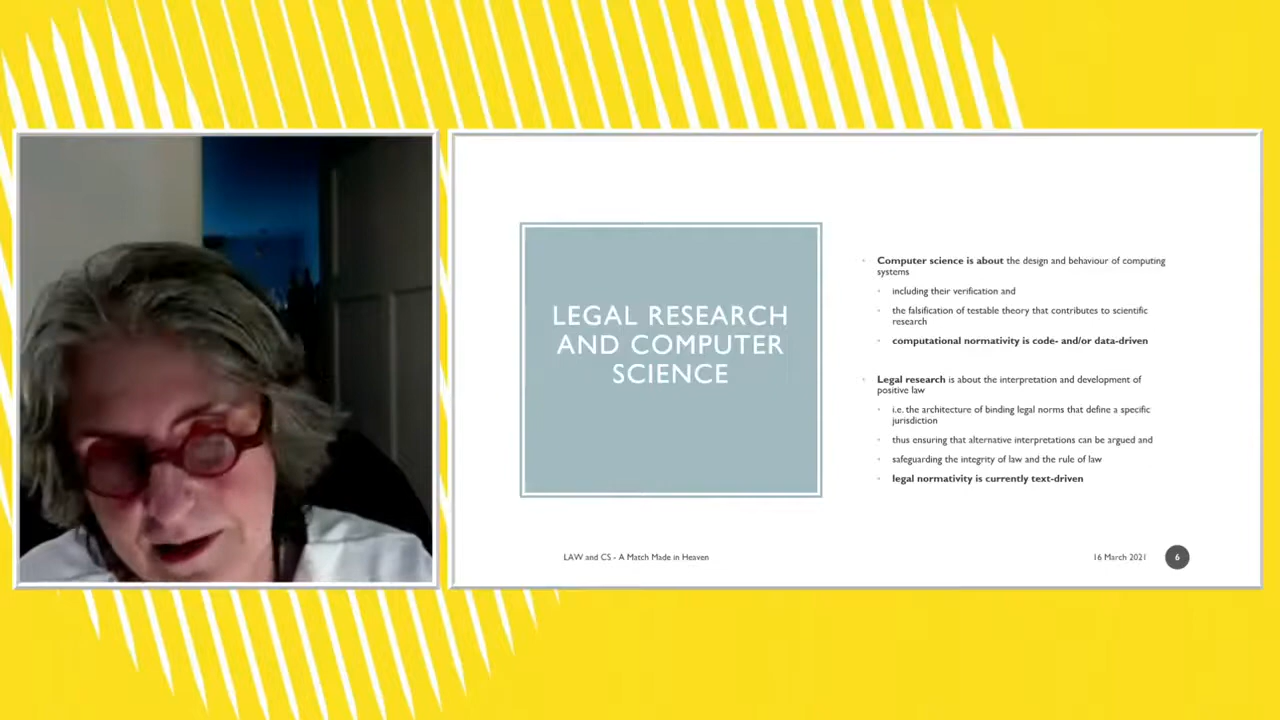 LEGAL RESEARCH
AND COMPUTER
SCIENCE
Computer science is about the design and behaviour of computing
systems
including their verification and
the falsification of testable theory that contributes to scientific
research
computational normativity is code- and/or data-driven
Legal research is about the interpretation and development of
positive law
i.e. the architecture of binding legal norms that define a specific
jurisdiction
thus ensuring that alternative interpretations can be argued and
safeguarding the integrity of law and the rule of law
legal normativity is currently text-driven
LAW and CS - A Match Made in Heaven
16 March 2021
6